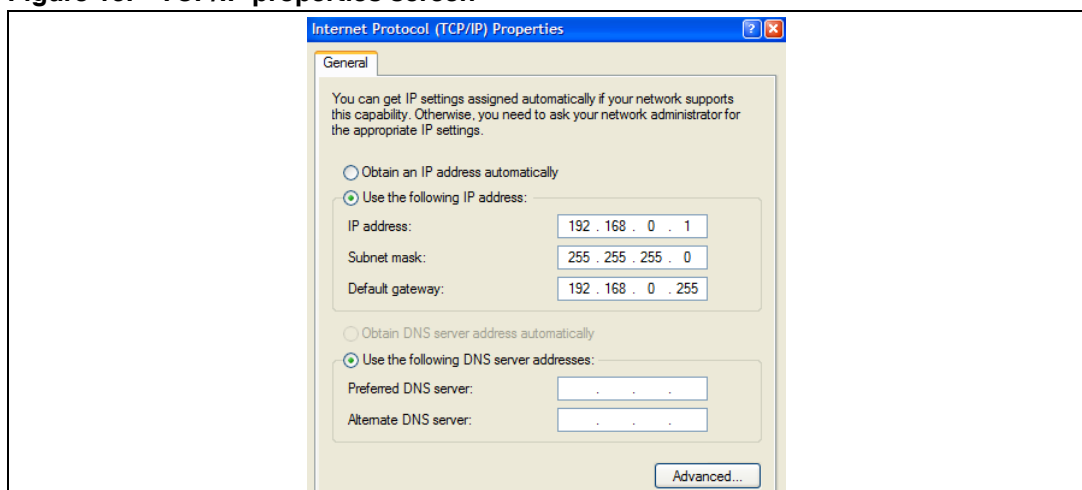 Internet Protocol (TCP/IP) Properties
General
You can get IP settings assigned automatically if your network supports
this capability. Otherwise, you need to ask your network administrator for
the appropriate IP settings.
Obtain an IP address automatically
Use the following IP address:
IP address: 192 . 168 . 0 . 1
Subnet mask: 255 . 255 . 255 . 0
Default gateway: 192 . 168 . 0 . 255
Obtain DNS server address automatically
Use the following DNS server addresses:
Preferred DNS server: . . .
Alternate DNS server: . . .
Advanced...